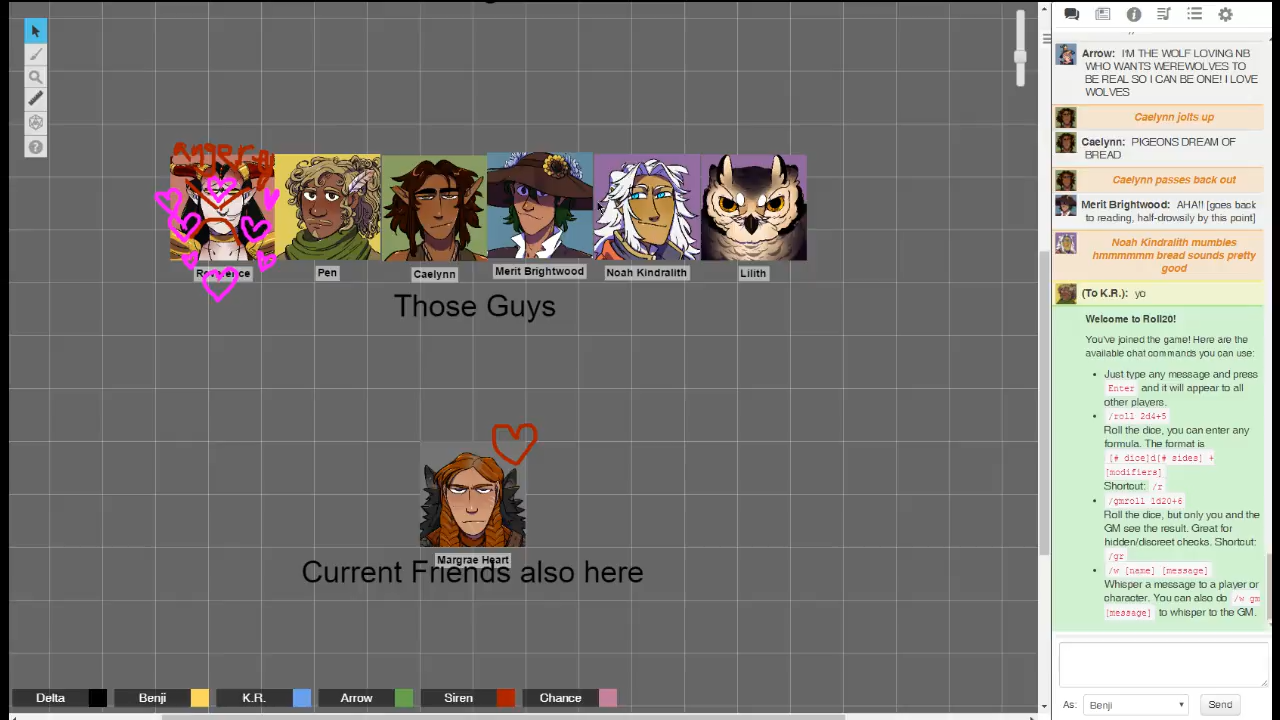 Anger
Reverence
Pen
Caelynn
Merit Brightwood
Noah Kindralith
Lilith
Those Guys
Margrae Heart
Current Friends also here
Delta
Benji
K.R.
Arrow
Siren
Chance
Arrow: I'M THE WOLF LOVING NB
WHO WANTS WEREWOLVES TO
BE REAL SO I CAN BE ONE! I LOVE
WOLVES
Caelynn jolts up
Caelynn: PIGEONS DREAM OF
BREAD
Caelynn passes back out
Merit Brightwood: AHA!! [goes back
to reading, half-drowsily by this point]
Noah Kindralith mumbles
hmmmmmm bread sounds pretty
good
(To K.R.): yo
Welcome to Roll20!
You've joined the game! Here are the
available chat commands you can use:
• Just type any message and press
Enter and it will appear to all
other players.
• /roll 2d4+5
Roll the dice, you can enter any
formula. The format is
[# dice]d[# sides] +
[modifiers]
Shortcut: /r
• /gmroll 1d20+6
Roll the dice, but only you and the
GM see the result. Great for
hidden/discreet checks. Shortcut:
/gr
• /w [name] [message]
Whisper a message to a player or
character. You can also do /w gm
[message] to whisper to the GM.
As: Benji Send